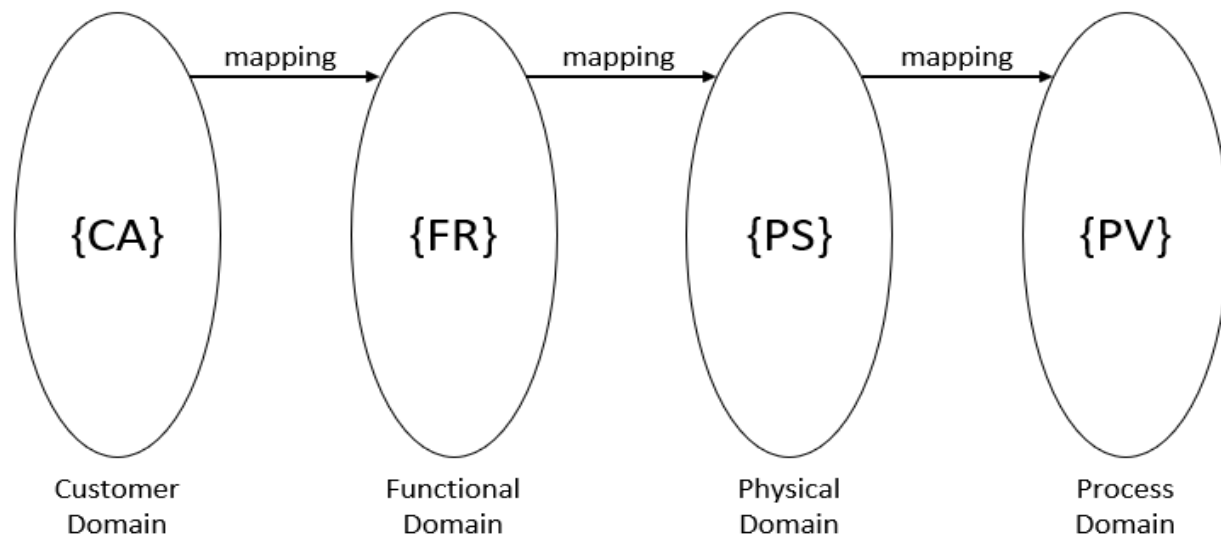 mapping
mapping
mapping
{CA}
{FR}
{PS}
{PV}
Customer
Domain
Functional
Domain
Physical
Domain
Process
Domain